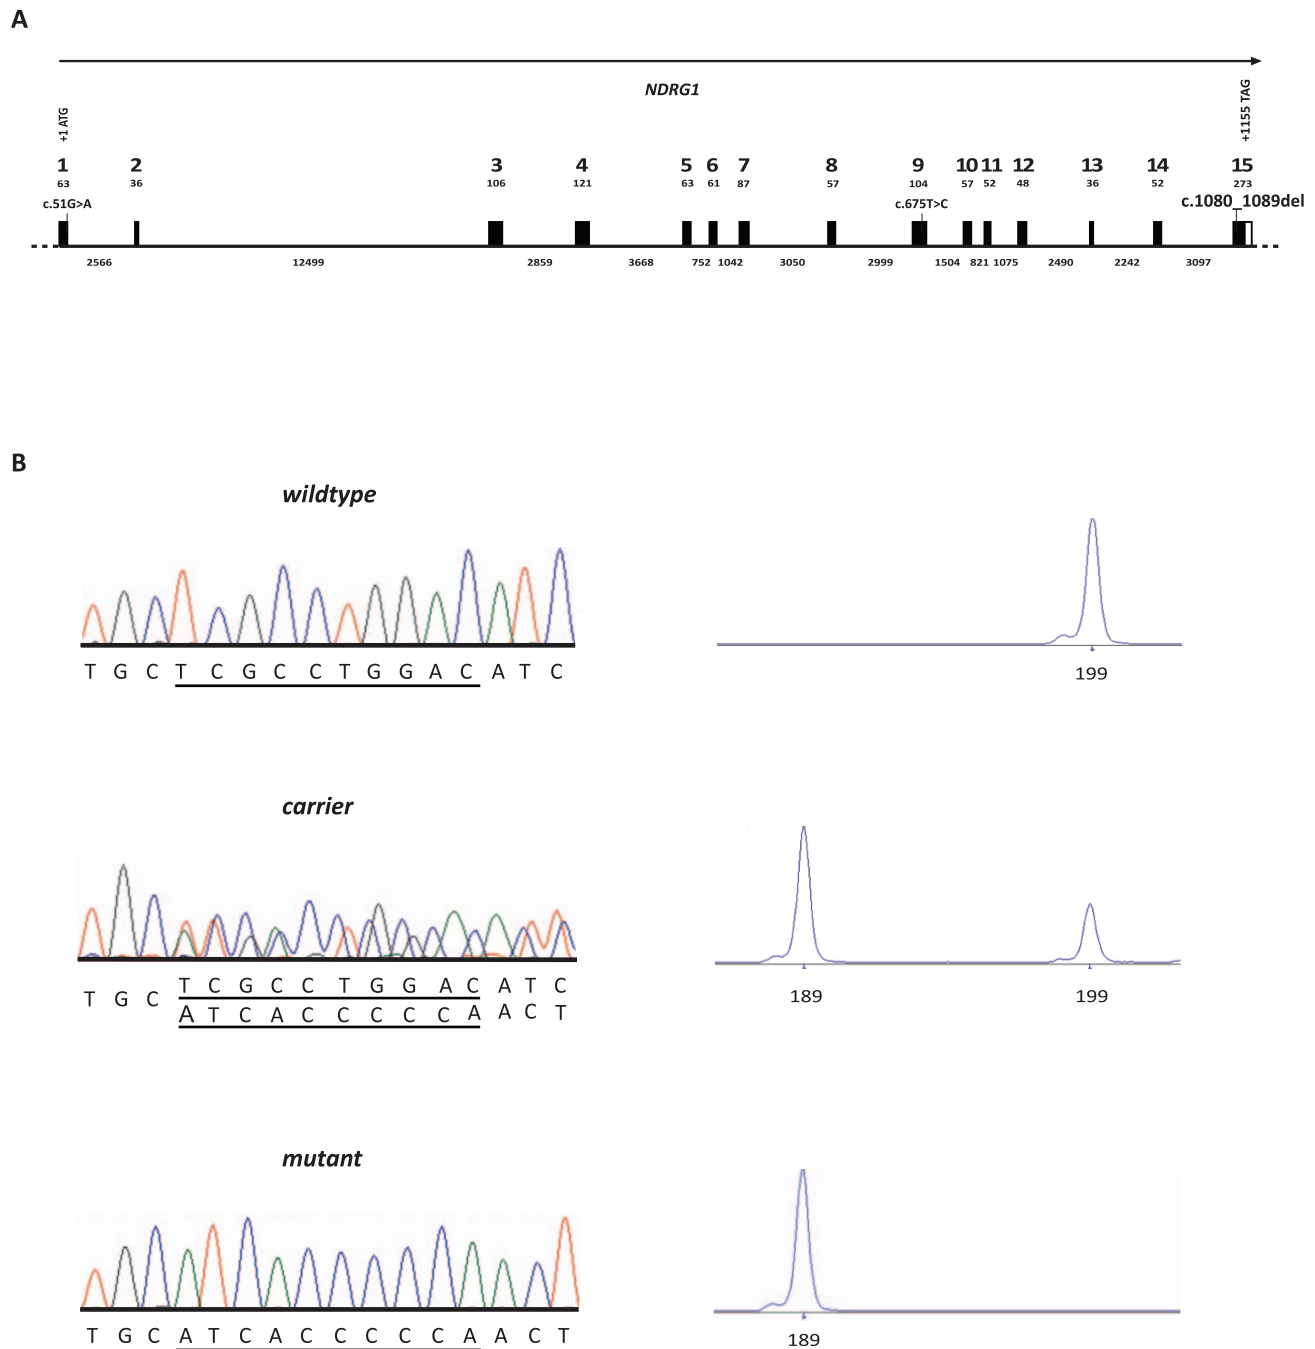 A
NDRG1
+1 ATG
+1155 TAG
1 2 3 4 5 6 7 8 9 10 11 12 13 14 15
63 36 106 121 63 61 87 57 104 57 52 48 36 52 273
c.51G>A c.675T>C c.1080_1089del
2566 12499 2859 3668 752 1042 3050 2999 1504 821 1075 2490 2242 3097
B
wildtype
T G C T C G C C T G G A C A T C
199
carrier
T G C T C G C C T G G A C A T C
A T C A C C C C C A A C T
189 199
mutant
T G C A T C A C C C C C A A C T
189